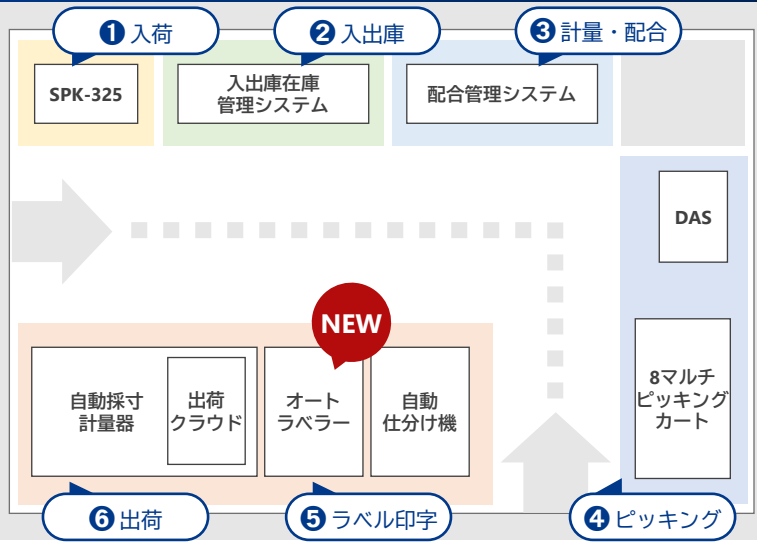 ❶入荷
❷入出庫
❸計量・配合
SPK-325
入出庫在庫
管理システム
配合管理システム
DAS
NEW
自動採寸
計量器
出荷
クラウド
オート
ラベラー
自動
仕分け機
8マルチ
ピッキング
カート
❻出荷
❺ラベル印字
❹ピッキング